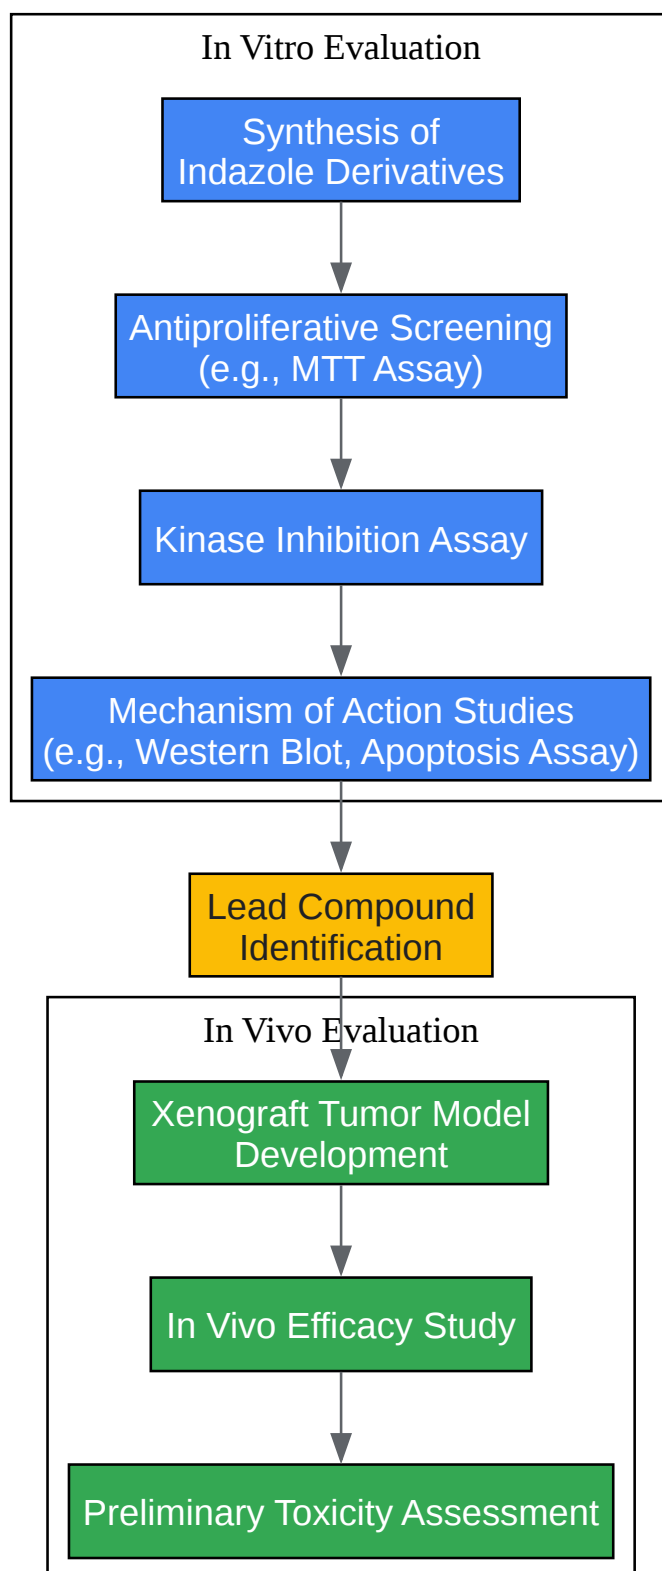 In Vitro Evaluation
Synthesis of
Indazole Derivatives
Antiproliferative Screening
(e.g., MTT Assay)
Kinase Inhibition Assay
Mechanism of Action Studies
(e.g., Western Blot, Apoptosis Assay)
Lead Compound
Identification
In Vivo Evaluation
Xenograft Tumor Model
Development
In Vivo Efficacy Study
Preliminary Toxicity Assessment